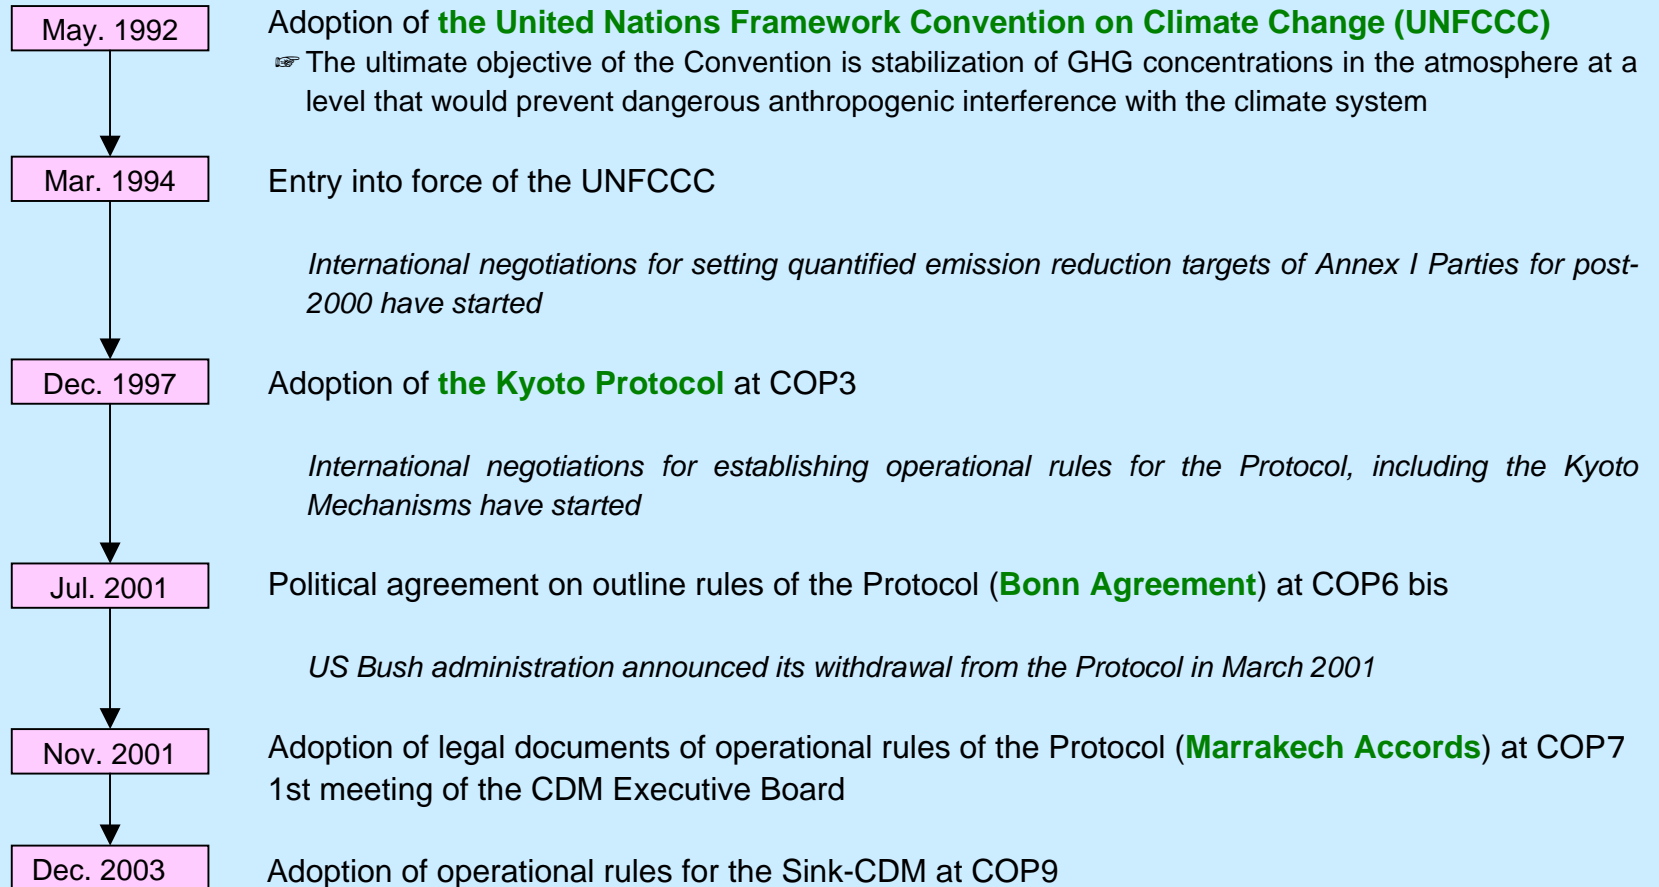 May. 1992
Adoption of the United Nations Framework Convention on Climate Change (UNFCCC)
☞ The ultimate objective of the Convention is stabilization of GHG concentrations in the atmosphere at a
level that would prevent dangerous anthropogenic interference with the climate system
Mar. 1994
Entry into force of the UNFCCC
International negotiations for setting quantified emission reduction targets of Annex I Parties for post-
2000 have started
Dec. 1997
Adoption of the Kyoto Protocol at COP3
International negotiations for establishing operational rules for the Protocol, including the Kyoto
Mechanisms have started
Jul. 2001
Political agreement on outline rules of the Protocol (Bonn Agreement) at COP6 bis
US Bush administration announced its withdrawal from the Protocol in March 2001
Nov. 2001
Adoption of legal documents of operational rules of the Protocol (Marrakech Accords) at COP7
1st meeting of the CDM Executive Board
Dec. 2003
Adoption of operational rules for the Sink-CDM at COP9